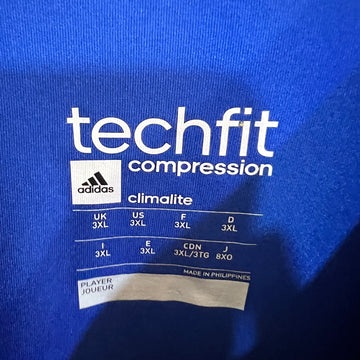 techfit
compression
adidas
climalite
UK US F D
3XL 3XL 3XL 3XL
I E CDN J
3XL 3XL 3XL/3TG 8XO
MADE IN PHILIPPINES
PLAYER
JOUEUR